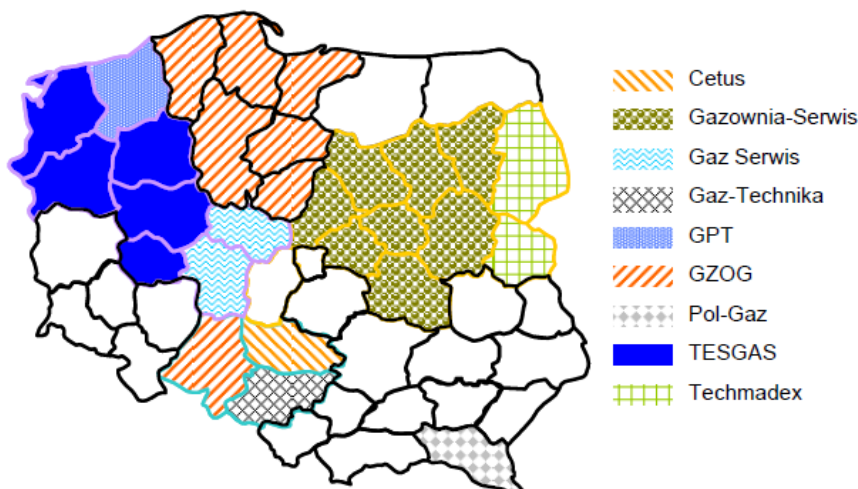 Cetus
Gazownia-Serwis
Gaz Serwis
Gaz-Technika
GPT
GZOG
Pol-Gaz
TESGAS
Techmadex